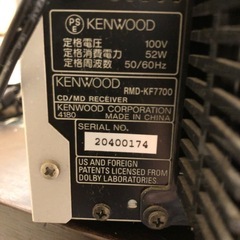 PS
E
KENWOOD
定格電圧 100V
定格消費電力 52W
定格周波数 50/60Hz
KENWOOD RMD-KF7700
CD/MD RECEIVER
KENWOOD CORPORATION
4180 MADE IN CHINA
SERIAL NO.
20400174
US AND FOREIGN
PATENTS LICENSED FROM
DOLBY LABORATORIES.